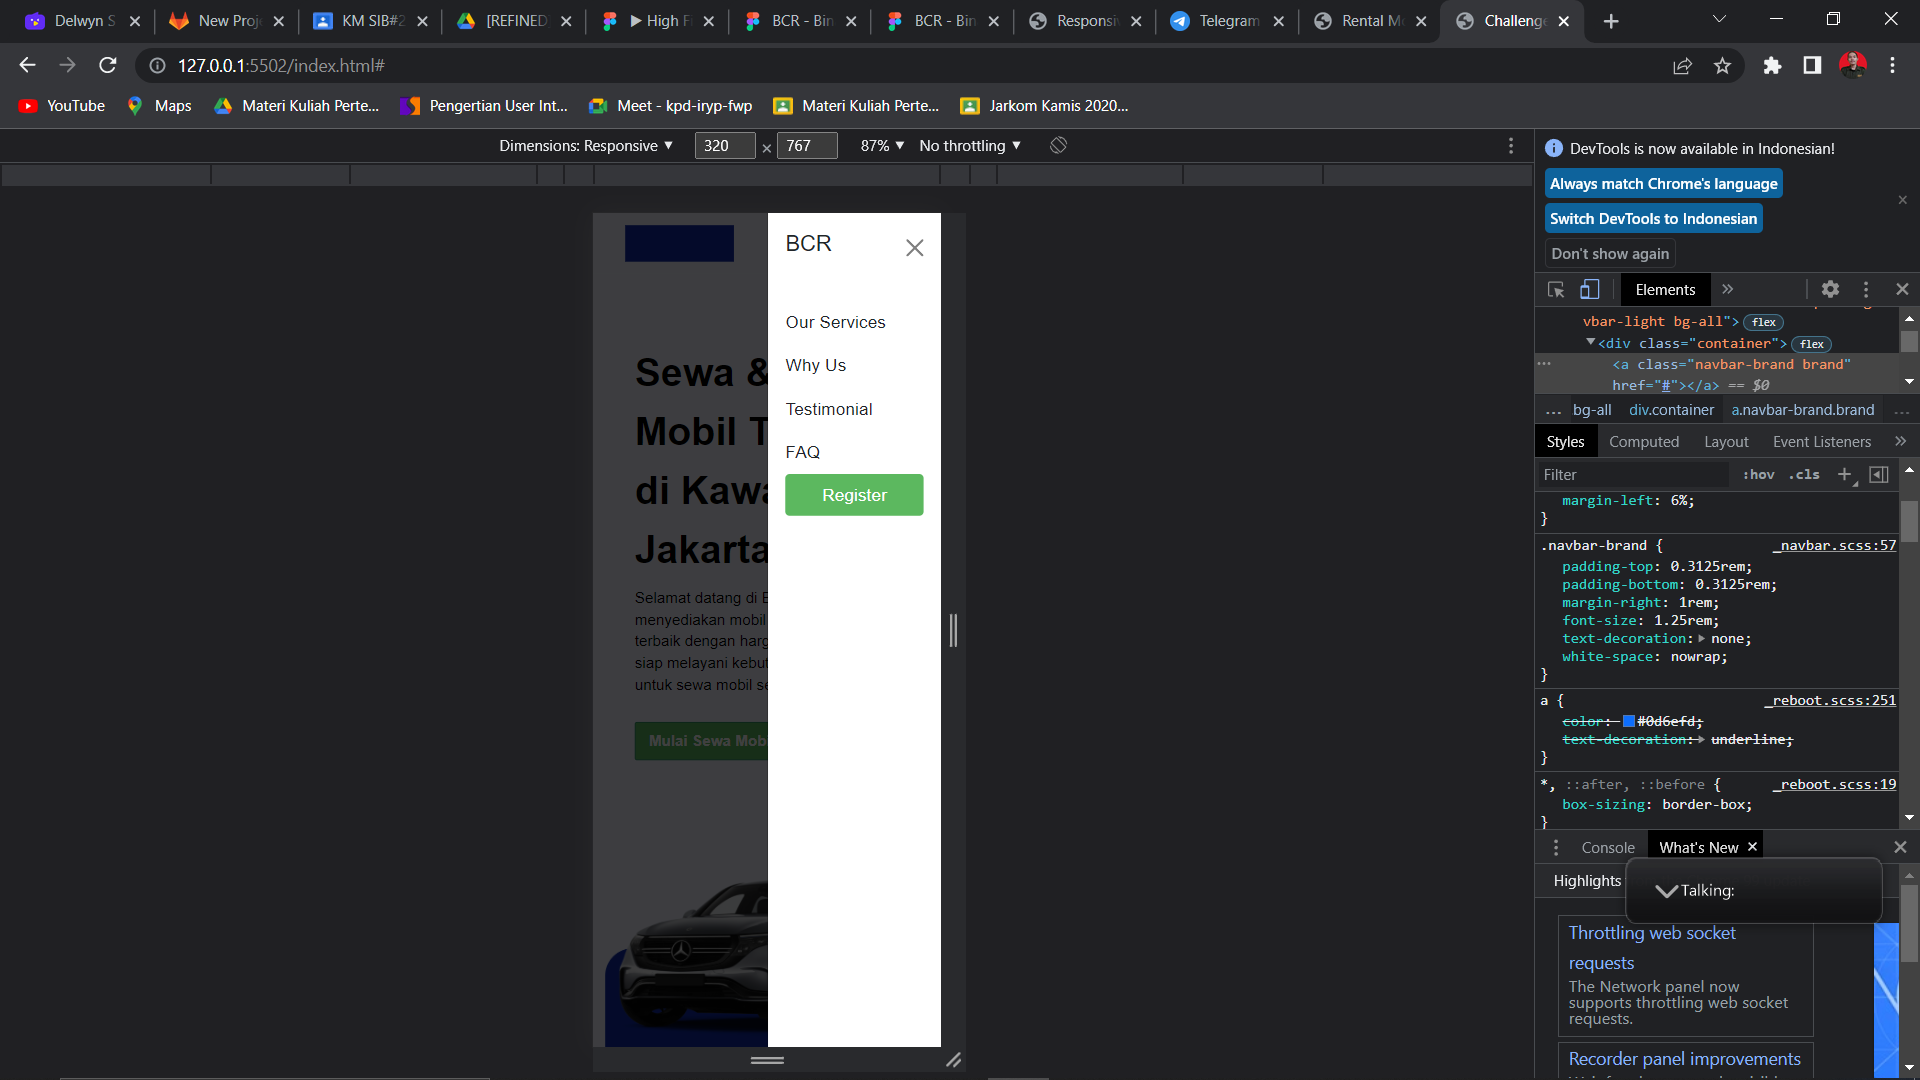 Delwyn S
New Proj
KM SIB#2
[REFINED
▶ High F
BCR - Bin
BCR - Bin
Responsiv
Telegram
Rental M
Challenge
127.0.0.1:5502/index.html#
YouTube
Maps
Materi Kuliah Perte...
Pengertian User Int...
Meet - kpd-iryp-fwp
Materi Kuliah Perte...
Jarkom Kamis 2020...
Dimensions: Responsive ▼
320 × 767
87% ▼
No throttling ▼
BCR
Our Services
Why Us
Testimonial
FAQ
Register
Sewa &
Mobil T
di Kawa
Jakarta
Selamat datang di B
menyediakan mobil
terbaik dengan harg
siap melayani kebut
untuk sewa mobil se
Mulai Sewa Mobi
DevTools is now available in Indonesian!
Always match Chrome's language
Switch DevTools to Indonesian
Don't show again
Elements
vbar-light bg-all"> flex
▼<div class="container"> flex
<a class="navbar-brand brand"
href="#"></a> == $0
... bg-all div.container a.navbar-brand.brand ...
Styles Computed Layout Event Listeners
Filter :hov .cls +
margin-left: 6%;
}
.navbar-brand { _navbar.scss:57
padding-top: 0.3125rem;
padding-bottom: 0.3125rem;
margin-right: 1rem;
font-size: 1.25rem;
text-decoration: ▶ none;
white-space: nowrap;
}
a { _reboot.scss:251
color: #0d6efd;
text-decoration: ▶ underline;
}
*, ::after, ::before { _reboot.scss:19
box-sizing: border-box;
}
Console What's New
Highlights
Talking:
Throttling web socket
requests
The Network panel now
supports throttling web socket
requests.
Recorder panel improvements